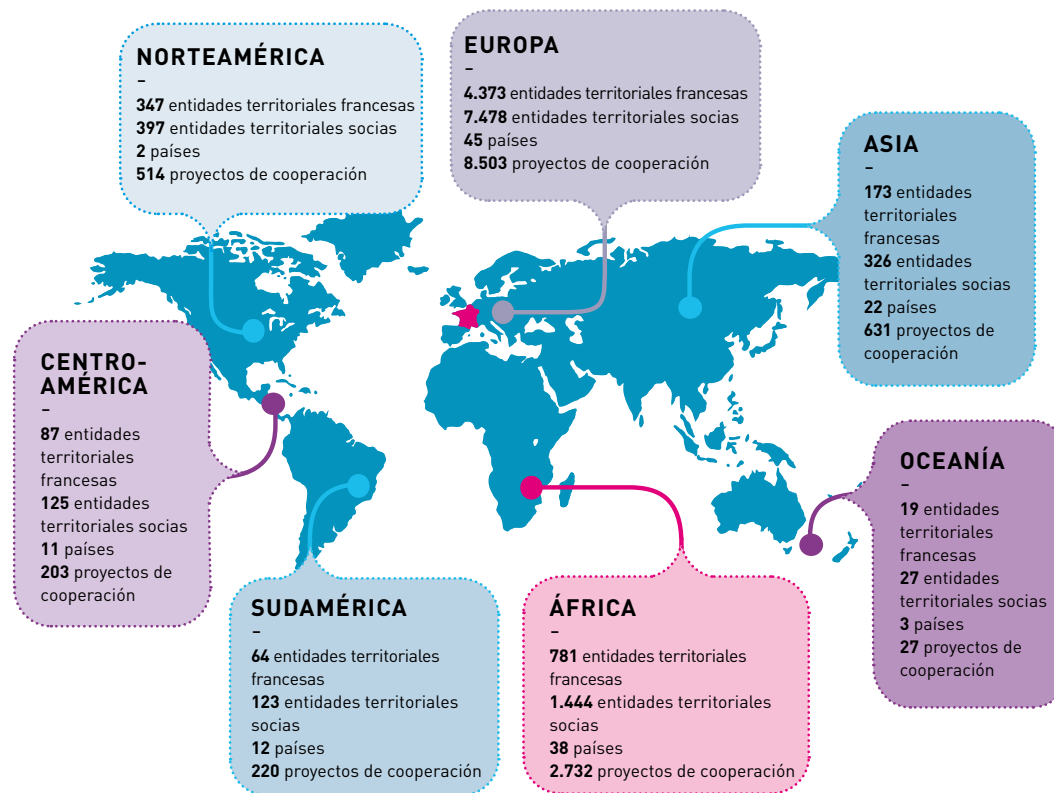 NORTEAMÉRICA
–
347 entidades territoriales francesas
397 entidades territoriales socias
2 países
514 proyectos de cooperación
EUROPA
–
4.373 entidades territoriales francesas
7.478 entidades territoriales socias
45 países
8.503 proyectos de cooperación
ASIA
–
173 entidades
territoriales
francesas
326 entidades
territoriales socias
22 países
631 proyectos de
cooperación
CENTRO-
AMÉRICA
–
87 entidades
territoriales
francesas
125 entidades
territoriales socias
11 países
203 proyectos de
cooperación
SUDAMÉRICA
–
64 entidades territoriales
francesas
123 entidades territoriales
socias
12 países
220 proyectos de cooperación
ÁFRICA
–
781 entidades territoriales
francesas
1.444 entidades territoriales
socias
38 países
2.732 proyectos de cooperación
OCEANÍA
–
19 entidades
territoriales
francesas
27 entidades
territoriales socias
3 países
27 proyectos de
cooperación